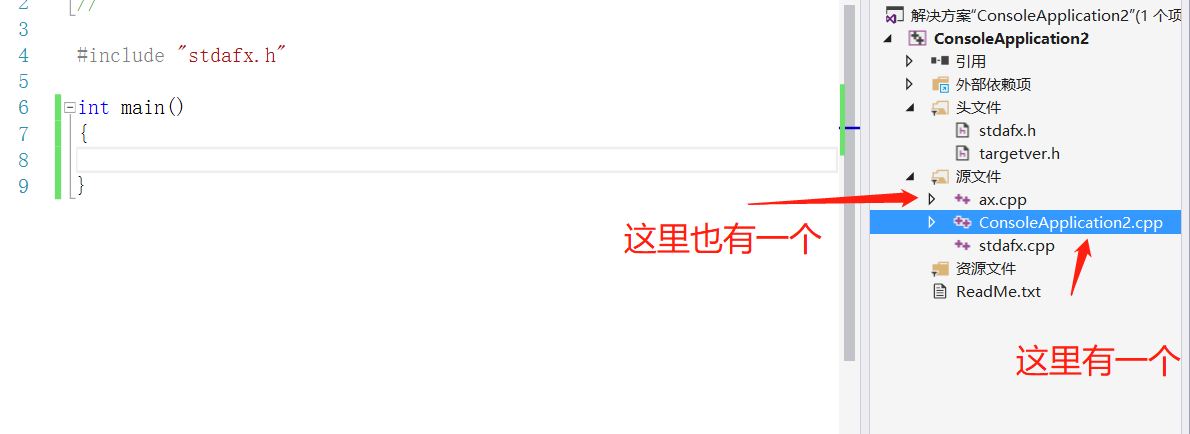 2
//
3
4 #include "stdafx.h"
5
6 int main()
7 {
8
9 }
这里也有一个
解决方案"ConsoleApplication2"(1 个项
ConsoleApplication2
引用
外部依赖项
头文件
stdafx.h
targetver.h
源文件
ax.cpp
ConsoleApplication2.cpp
stdafx.cpp
资源文件
ReadMe.txt
这里有一个